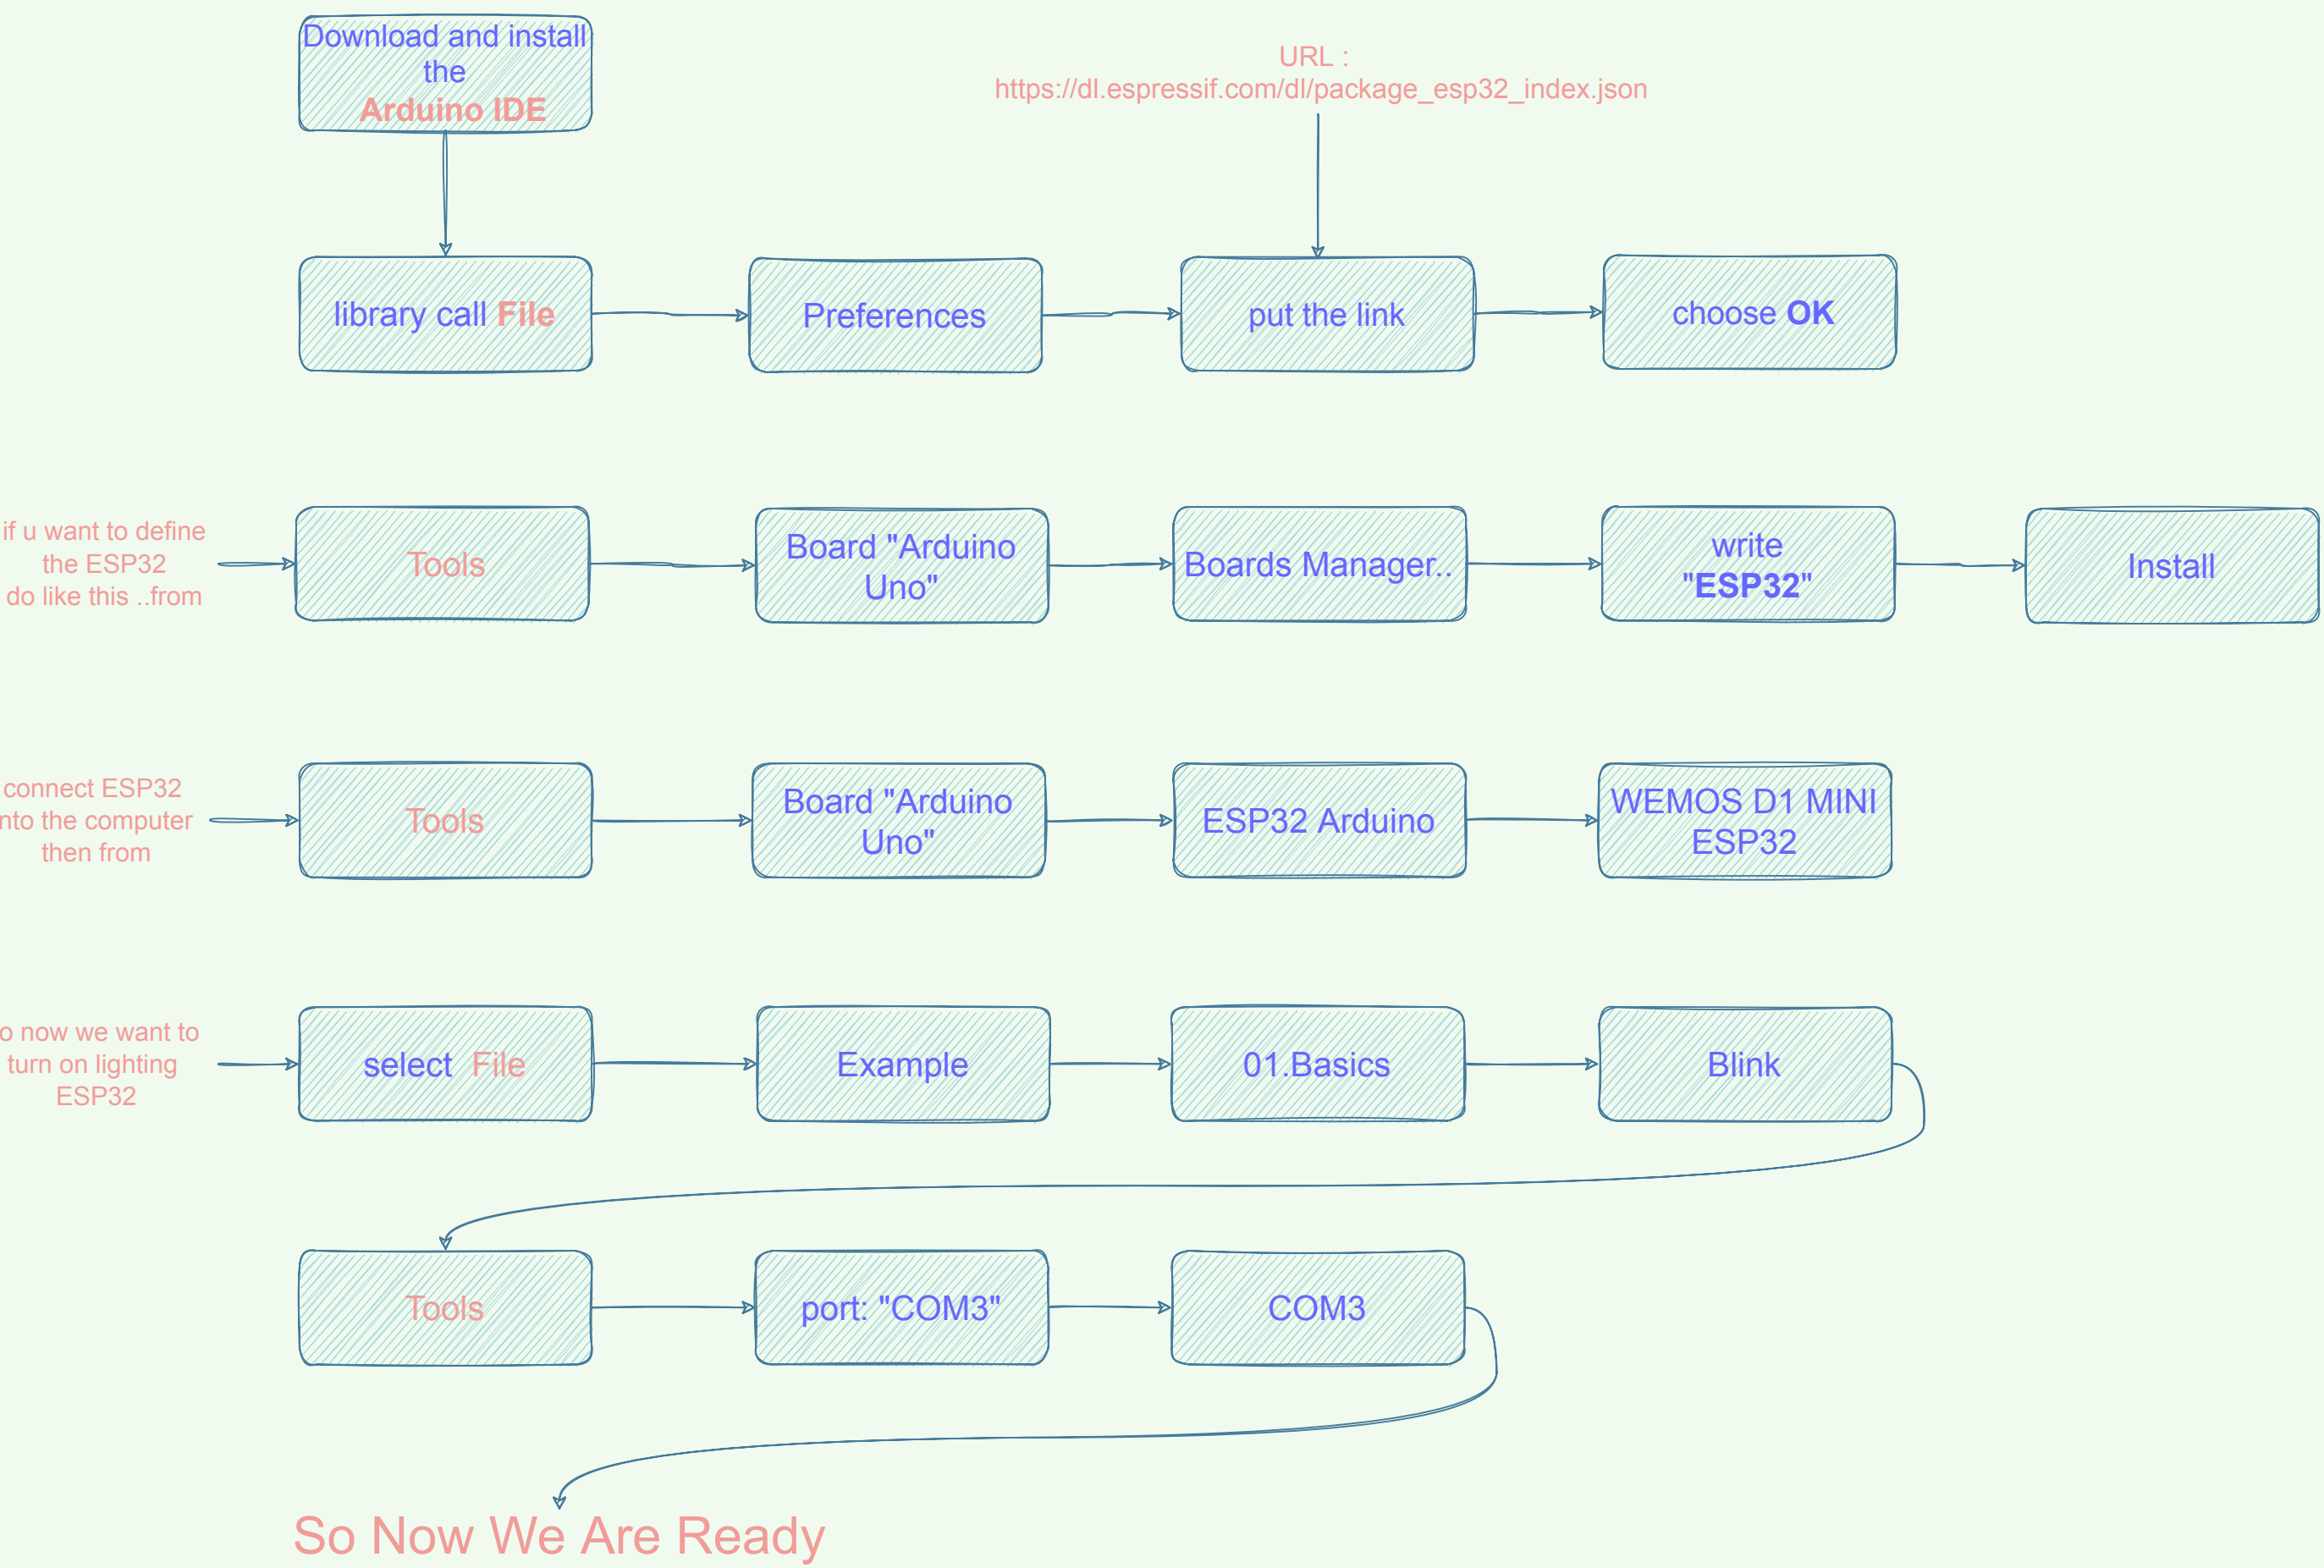 Download and install
the
Arduino IDE
URL :
https://dl.espressif.com/dl/package_esp32_index.json
library call File
Preferences
put the link
choose OK
if u want to define
the ESP32
do like this ..from
Tools
Board "Arduino
Uno"
Boards Manager..
write
"ESP32"
Install
connect ESP32
nto the computer
then from
Tools
Board "Arduino
Uno"
ESP32 Arduino
WEMOS D1 MINI
ESP32
o now we want to
turn on lighting
ESP32
select File
Example
01.Basics
Blink
Tools
port: "COM3"
COM3
So Now We Are Ready